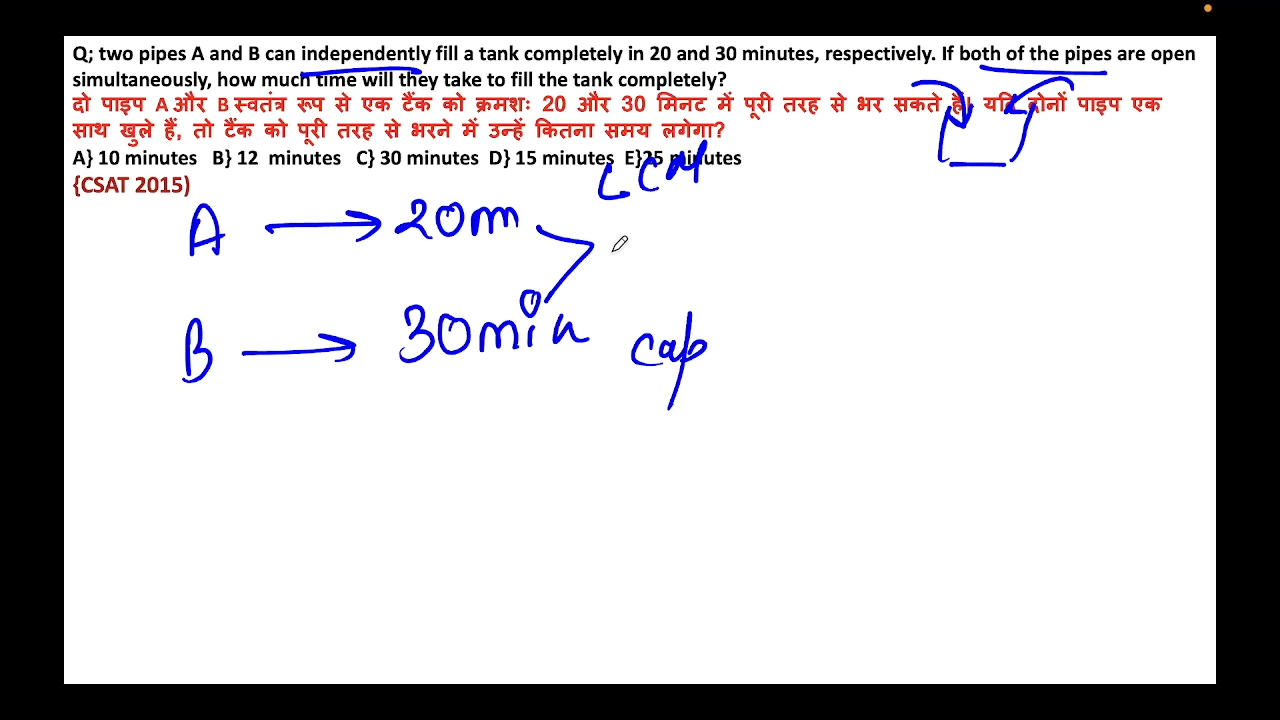 Q; two pipes A and B can independently fill a tank completely in 20 and 30 minutes, respectively. If both of the pipes are open
simultaneously, how much time will they take to fill the tank completely?
दो पाइप A और B स्वतंत्र रूप से एक टैंक को क्रमशः 20 और 30 मिनट में पूरी तरह से भर सकते हैं। यदि दोनों पाइप एक
साथ खुले हैं, तो टैंक को पूरी तरह से भरने में उन्हें कितना समय लगेगा?
A} 10 minutes B} 12 minutes C} 30 minutes D} 15 minutes E}25 minutes
{CSAT 2015)
LCM
A → 20m
B → 30min
cap